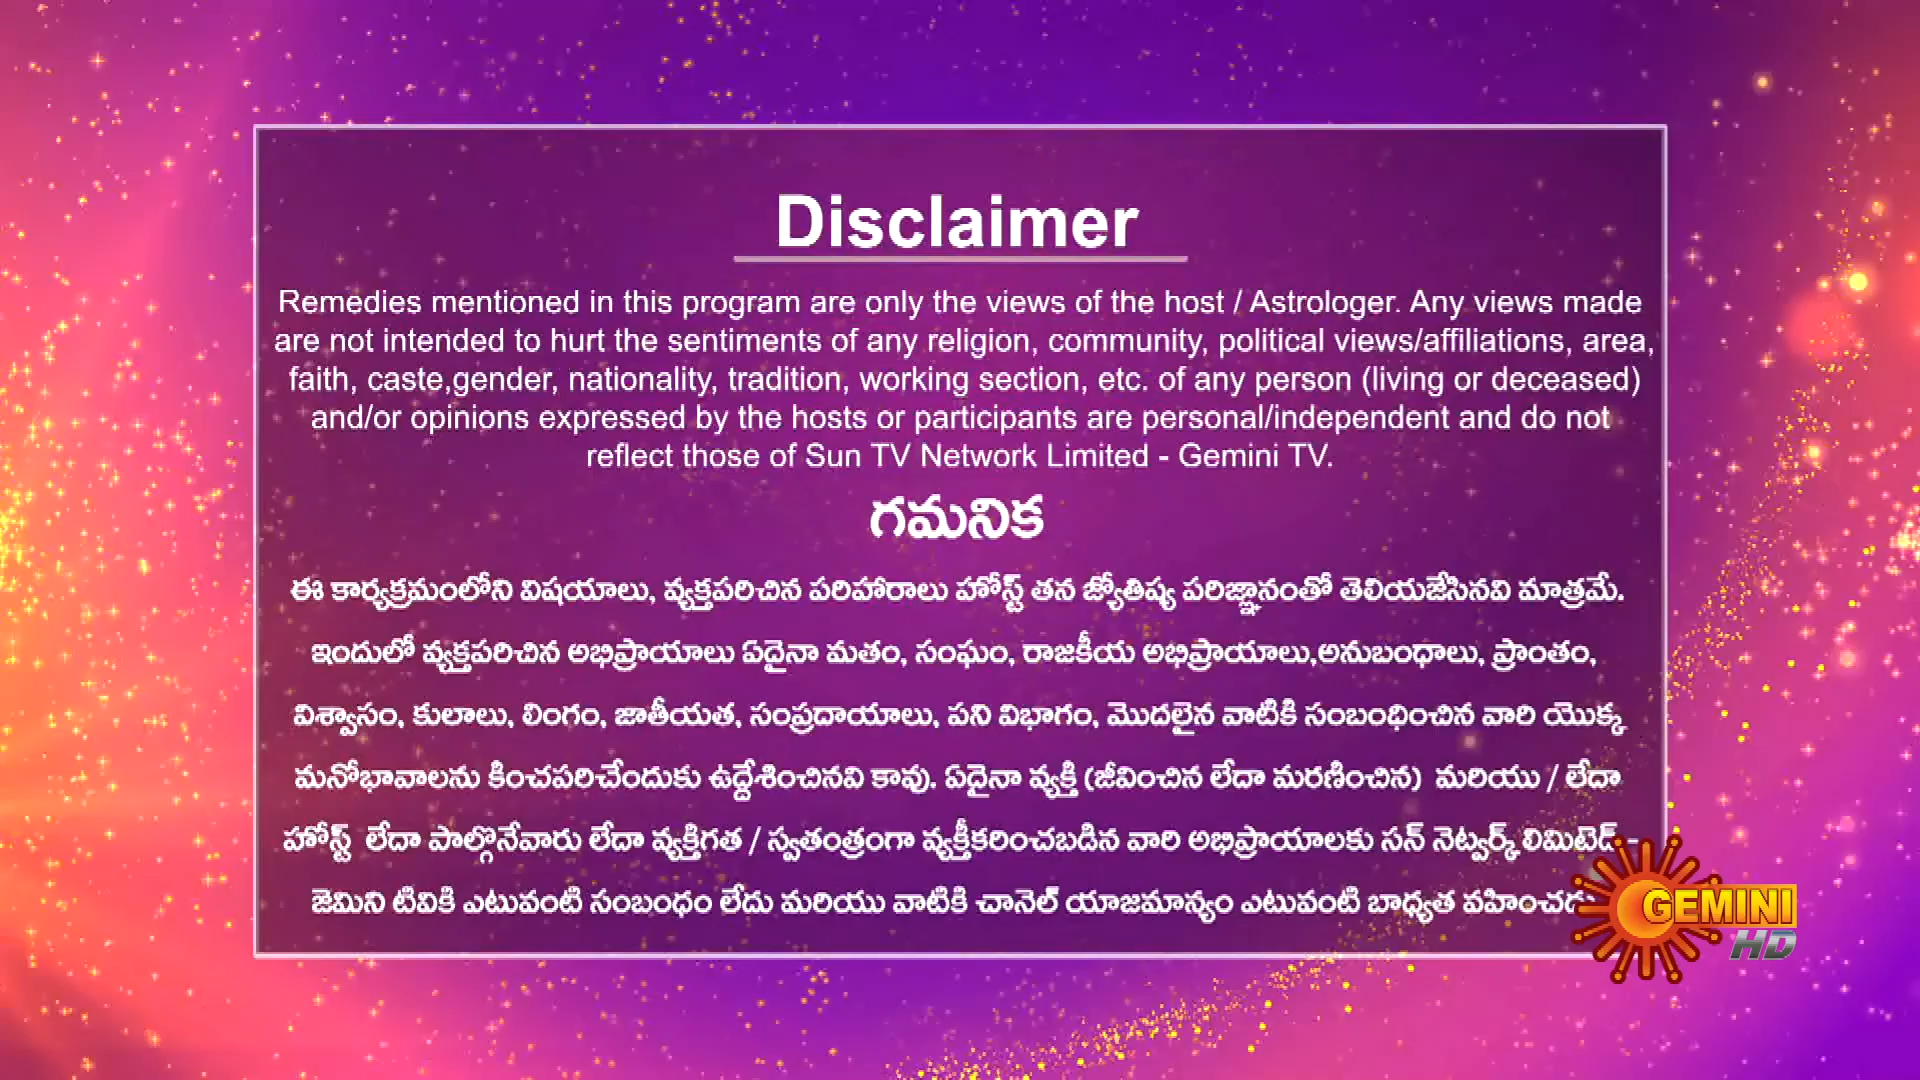 Disclaimer
Remedies mentioned in this program are only the views of the host / Astrologer. Any views made
are not intended to hurt the sentiments of any religion, community, political views/affiliations, area,
faith, caste,gender, nationality, tradition, working section, etc. of any person (living or deceased)
and/or opinions expressed by the hosts or participants are personal/independent and do not
reflect those of Sun TV Network Limited - Gemini TV.
గమనిక
ఈ కార్యక్రమంలోని విషయాలు, వ్యక్తపరిచిన పరిహారాలు హోస్ట్ తన జ్యోతిష్య పరిజ్ఞానంతో తెలియజేసినవి మాత్రమే.
ఇందులో వ్యక్తపరిచిన అభిప్రాయాలు ఏదైనా మతం, సంఘం, రాజకీయ అభిప్రాయాలు,అనుబంధాలు, ప్రాంతం,
విశ్వాసం, కులాలు, లింగం, జాతీయత, సంప్రదాయాలు, పని విభాగం, మొదలైన వాటికి సంబంధించిన వారి యొక్క
మనోభావాలను కించపరిచేందుకు ఉద్దేశించినవి కావు. ఏదైనా వ్యక్తి (జీవించిన లేదా మరణించిన) మరియు / లేదా
హోస్ట్ లేదా పాల్గొనేవారు లేదా వ్యక్తిగత / స్వతంత్రంగా వ్యక్తీకరించబడిన వారి అభిప్రాయాలకు సన్ నెట్వర్క్ లిమిటెడ్ -
జెమిని టివికి ఎటువంటి సంబంధం లేదు మరియు వాటికి చానెల్ యాజమాన్యం ఎటువంటి బాధ్యత వహించదు
GEMINI
HD